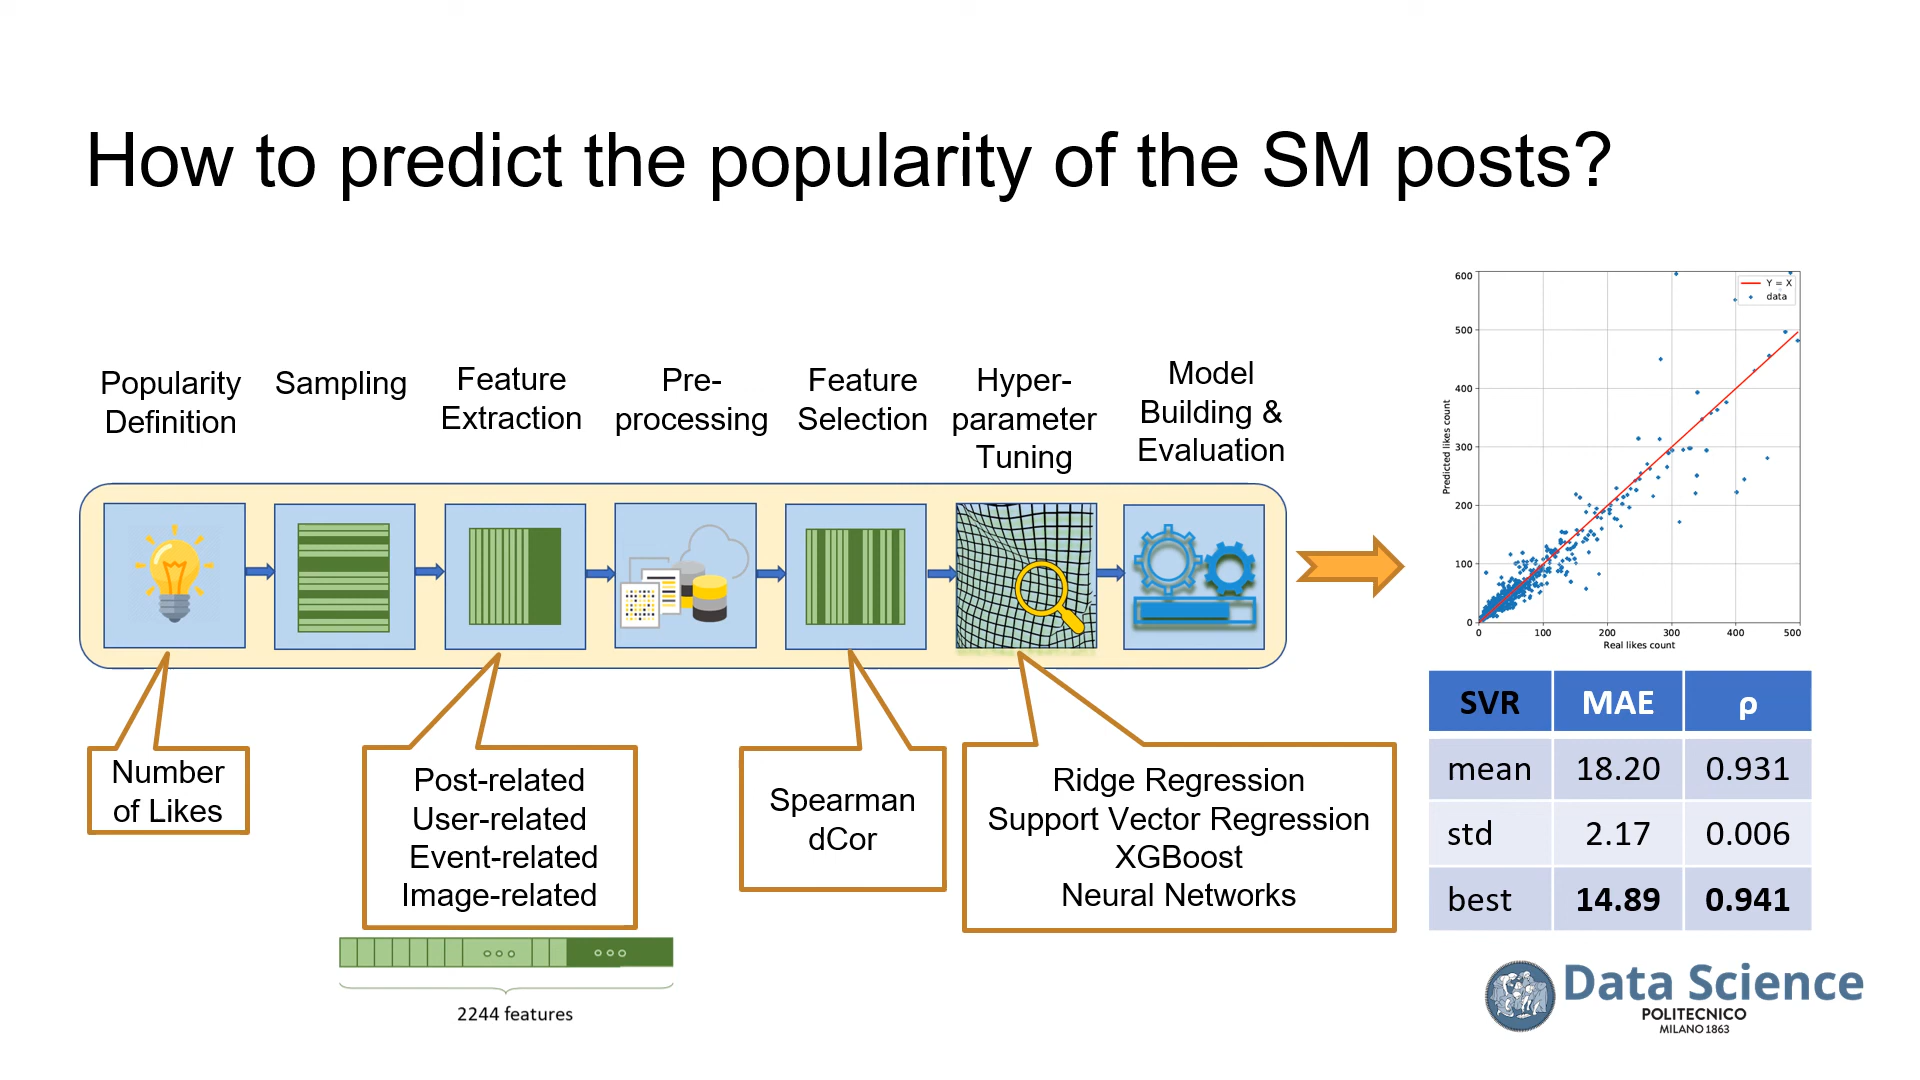 How to predict the popularity of the SM posts?
Popularity
Definition
Sampling
Feature
Extraction
Pre-
processing
Feature
Selection
Hyper-
parameter
Tuning
Model
Building &
Evaluation
Number
of Likes
Post-related
User-related
Event-related
Image-related
2244 features
Spearman
dCor
Ridge Regression
Support Vector Regression
XGBoost
Neural Networks
600
500
400
300
200
100
0
Predicted likes count
Y = X
data
0 100 200 300 400 500
Real likes count
SVR MAE ρ
mean 18.20 0.931
std 2.17 0.006
best 14.89 0.941
Data Science
POLITECNICO
MILANO 1863